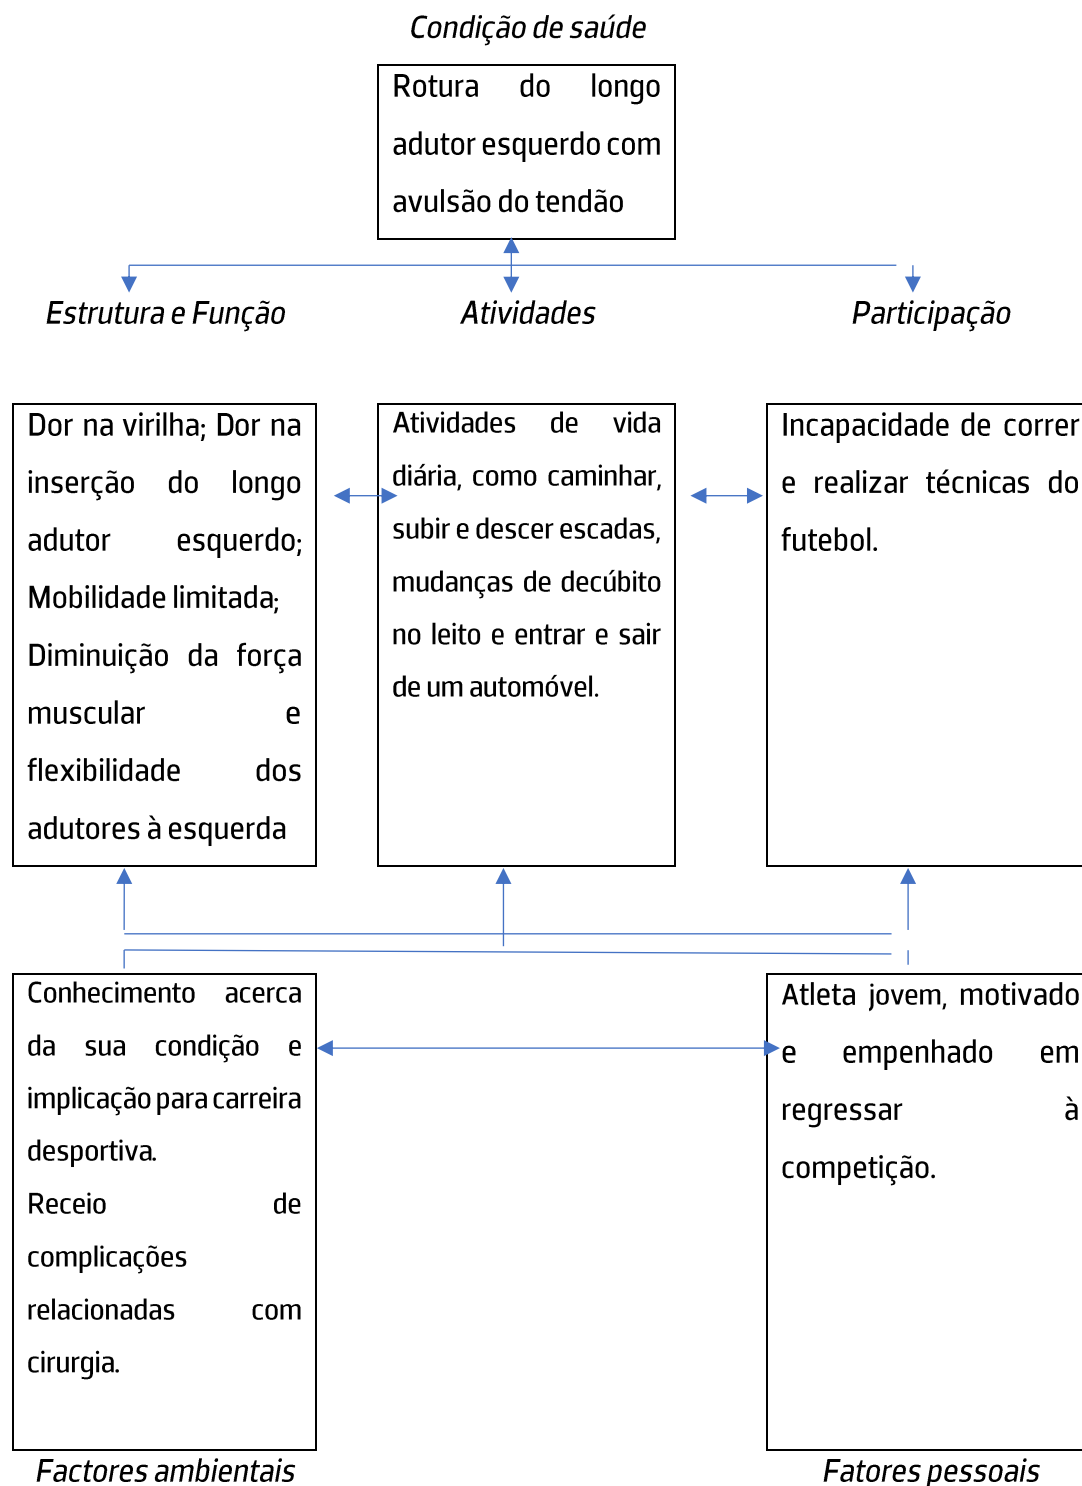 Condição de saúde
Rotura do longo
adutor esquerdo com
avulsão do tendão
Estrutura e Função
Atividades
Participação
Dor na virilha; Dor na
inserção do longo
adutor esquerdo;
Mobilidade limitada;
Diminuição da força
muscular e
flexibilidade dos
adutores à esquerda
Atividades de vida
diária, como caminhar,
subir e descer escadas,
mudanças de decúbito
no leito e entrar e sair
de um automóvel.
Incapacidade de correr
e realizar técnicas do
futebol.
Conhecimento acerca
da sua condição e
implicação para carreira
desportiva.
Receio de
complicações
relacionadas com
cirurgia.
Atleta jovem, motivado
e empenhado em
regressar à
competição.
Factores ambientais
Fatores pessoais